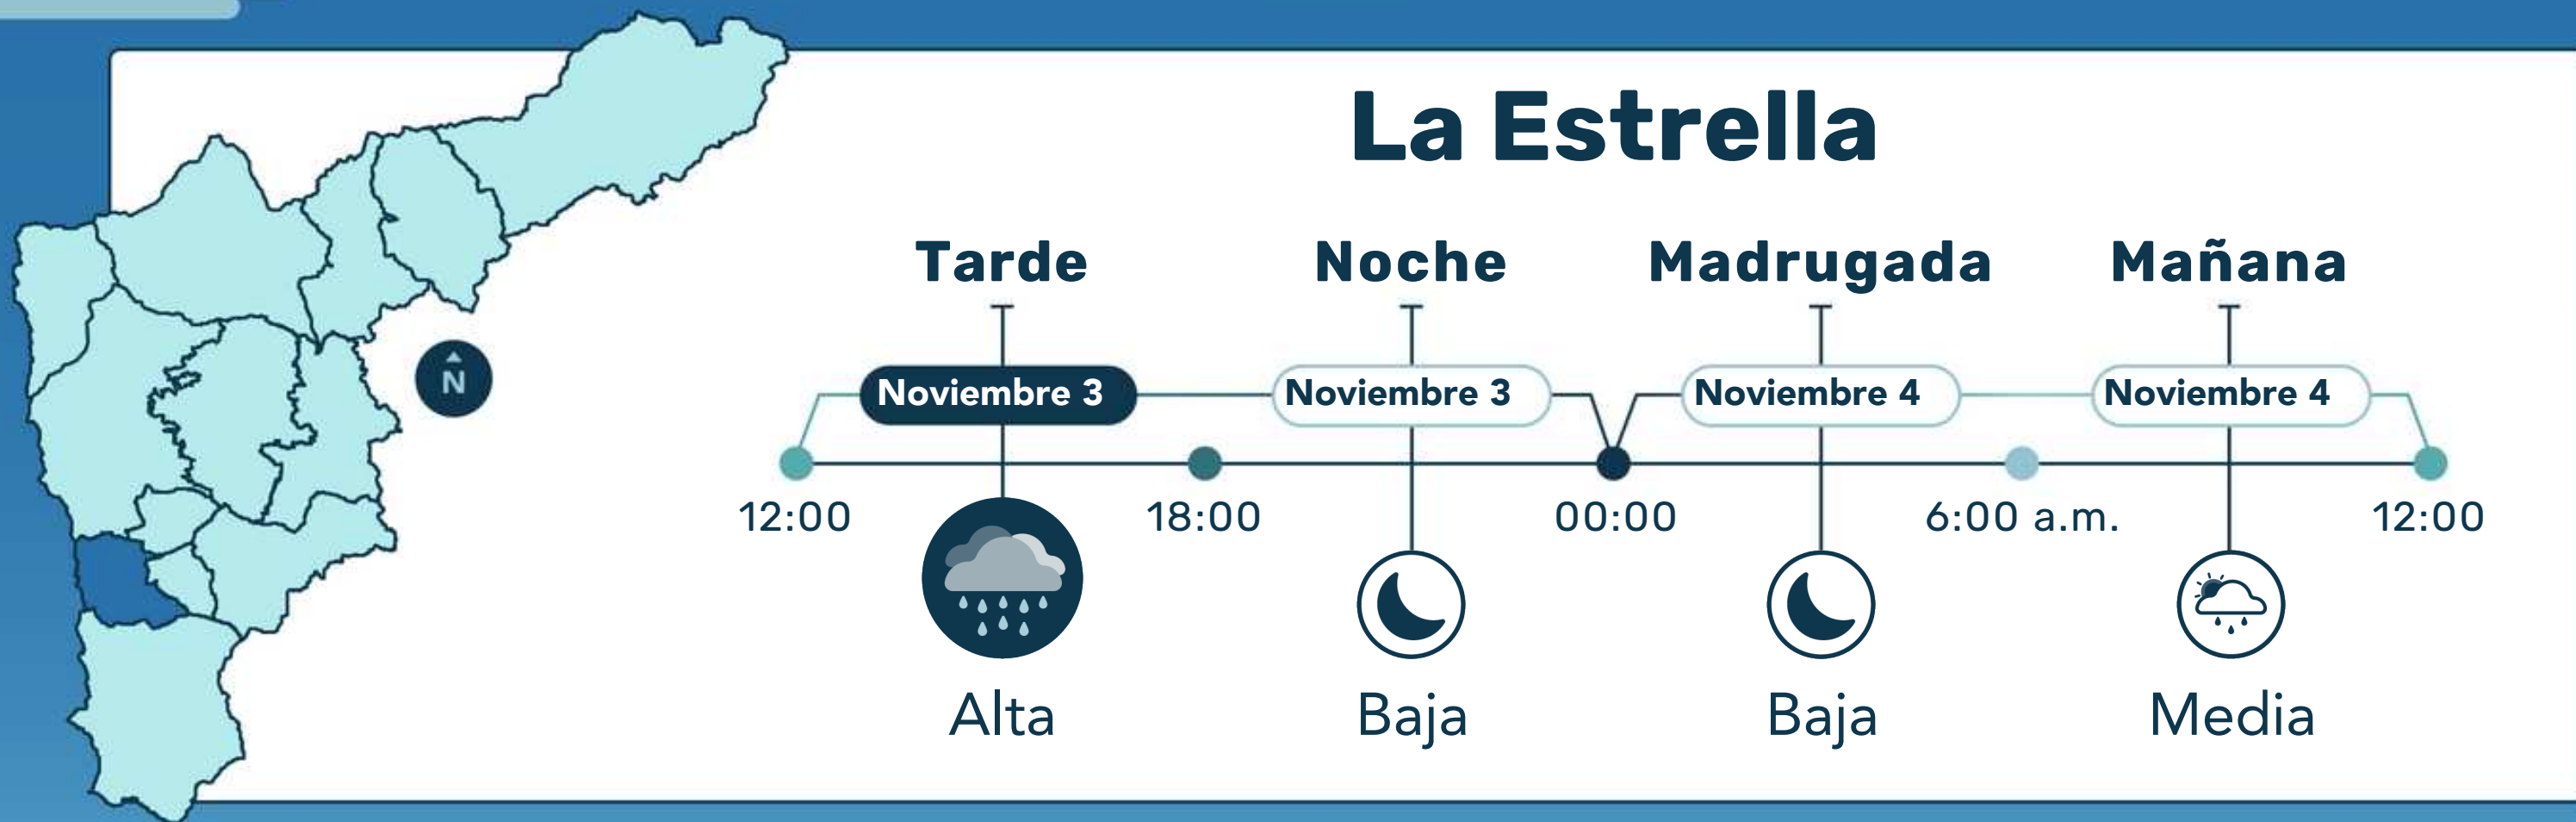 La Estrella
Tarde Noche Madrugada Mañana
N
Noviembre 3 Noviembre 3 Noviembre 4 Noviembre 4
12:00 18:00 00:00 6:00 a.m. 12:00
Alta Baja Baja Media